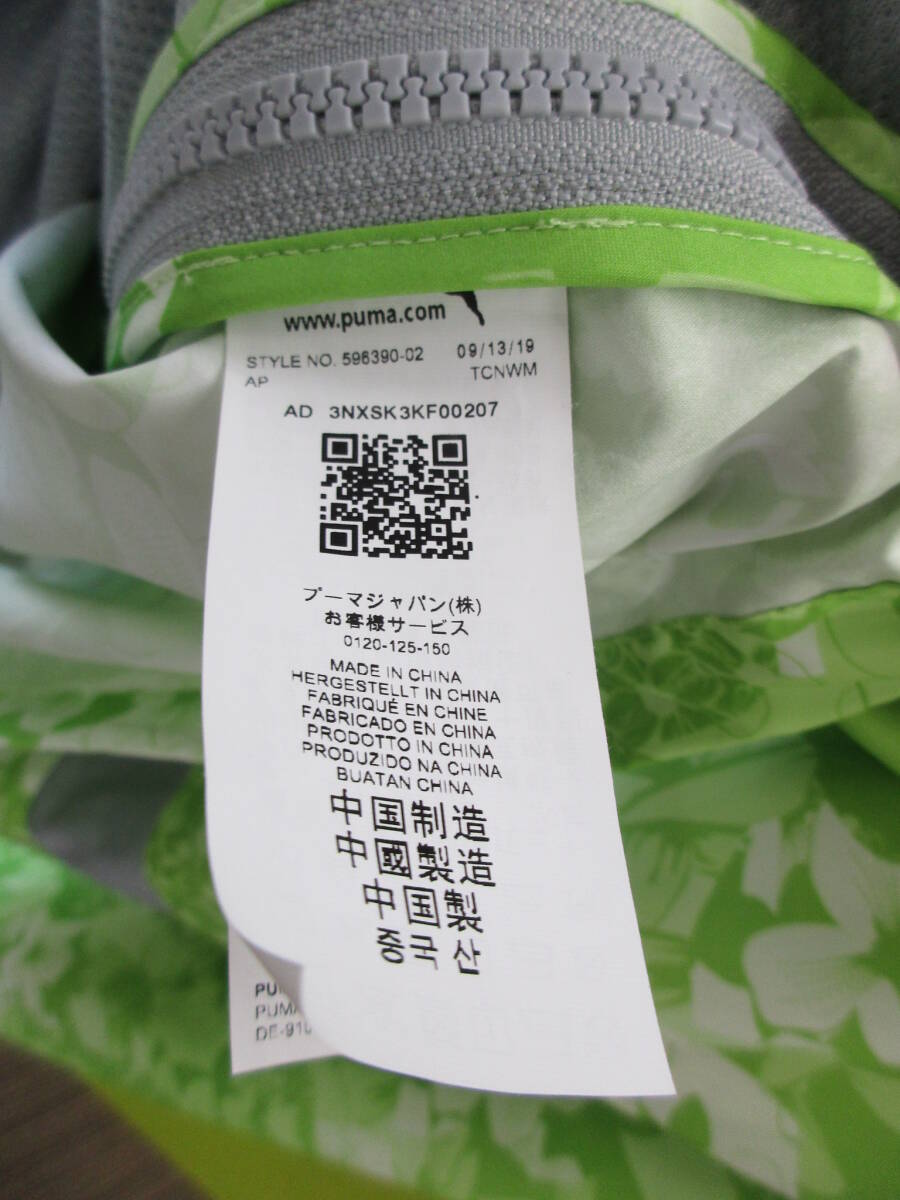 www.puma.com
STYLE NO. 596390-02 09/13/19
AP TCNWM
AD 3NXSK3KF00207
プーマジャパン(株)
お客様サービス
0120-125-150
MADE IN CHINA
HERGESTELLT IN CHINA
FABRIQUÉ EN CHINE
FABRICADO EN CHINA
PRODOTTO IN CHINA
PRODUZIDO NA CHINA
BUATAN CHINA
中国制造
中國製造
中国製
중국산
PUMA
DE-910